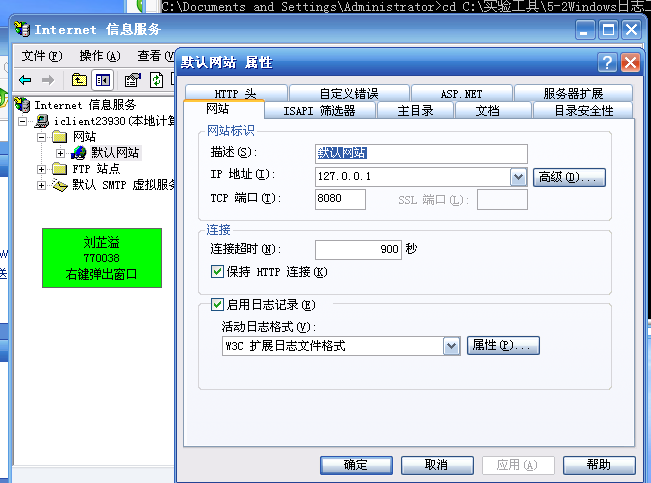 C:\Documents and Settings\Administrator>cd C:\实验工具\5-2Windows日志
Internet 信息服务
文件(F) 操作(A) 查看(V)
Internet 信息服务
iclient23930(本地计算
网站
默认网站
FTP 站点
默认 SMTP 虚拟服务
刘芷溢
770038
右键弹出窗口
默认网站 属性
HTTP 头 自定义错误 ASP.NET 服务器扩展
网站 ISAPI 筛选器 主目录 文档 目录安全性
网站标识
描述(S): 默认网站
IP 地址(I): 127.0.0.1 高级(D)...
TCP 端口(T): 8080 SSL 端口(L):
连接
连接超时(N): 900 秒
保持 HTTP 连接(K)
启用日志记录(E)
活动日志格式(V):
W3C 扩展日志文件格式 属性(P)...
确定 取消 应用(A) 帮助